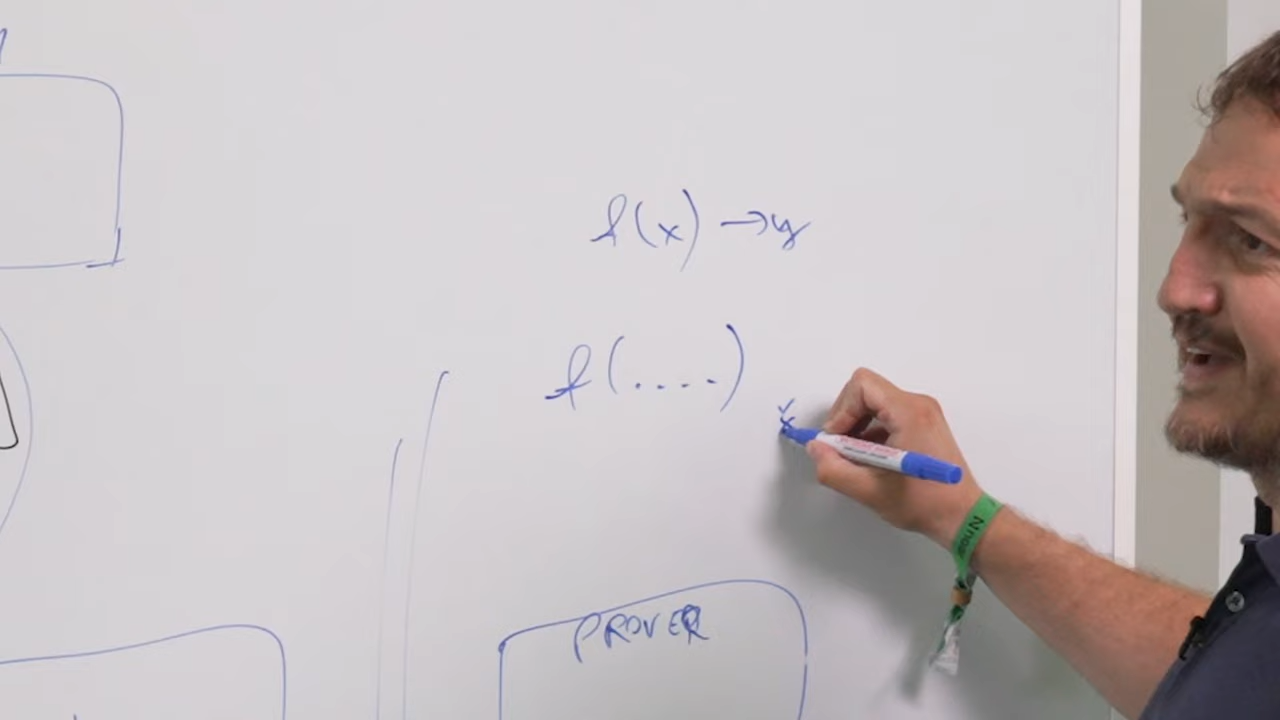 f(x) → y
f(....)
PROVER